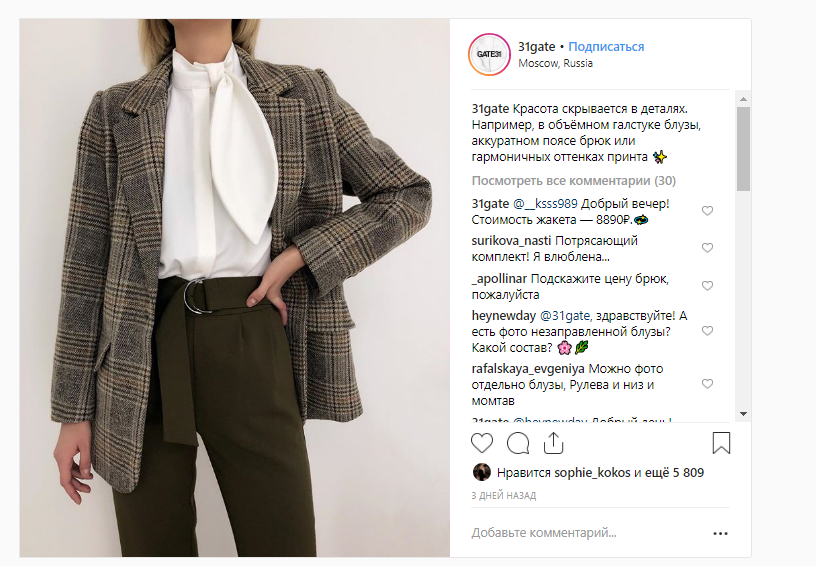 GATE31
31gate • Подписаться
Moscow, Russia
31gate Красота скрывается в деталях.
Например, в объёмном галстуке блузы,
аккуратном поясе брюк или
гармоничных оттенках принта ✨
Посмотреть все комментарии (30)
31gate @__ksss989 Добрый вечер!
Стоимость жакета — 8890₽.
surikova_nasti Потрясающий
комплект! Я влюблена...
_apollinar Подскажите цену брюк,
пожалуйста
heynewday @31gate, здравствуйте! А
есть фото незаправленной блузы?
Какой состав? 🌸🌿
rafalskaya_evgeniya Можно фото
отдельно блузы, Рулева и низ и
момтав
31gate @heynewday Добрый день!
Нравится sophie_kokos и ещё 5 809
3 ДНЕЙ НАЗАД
Добавьте комментарий...